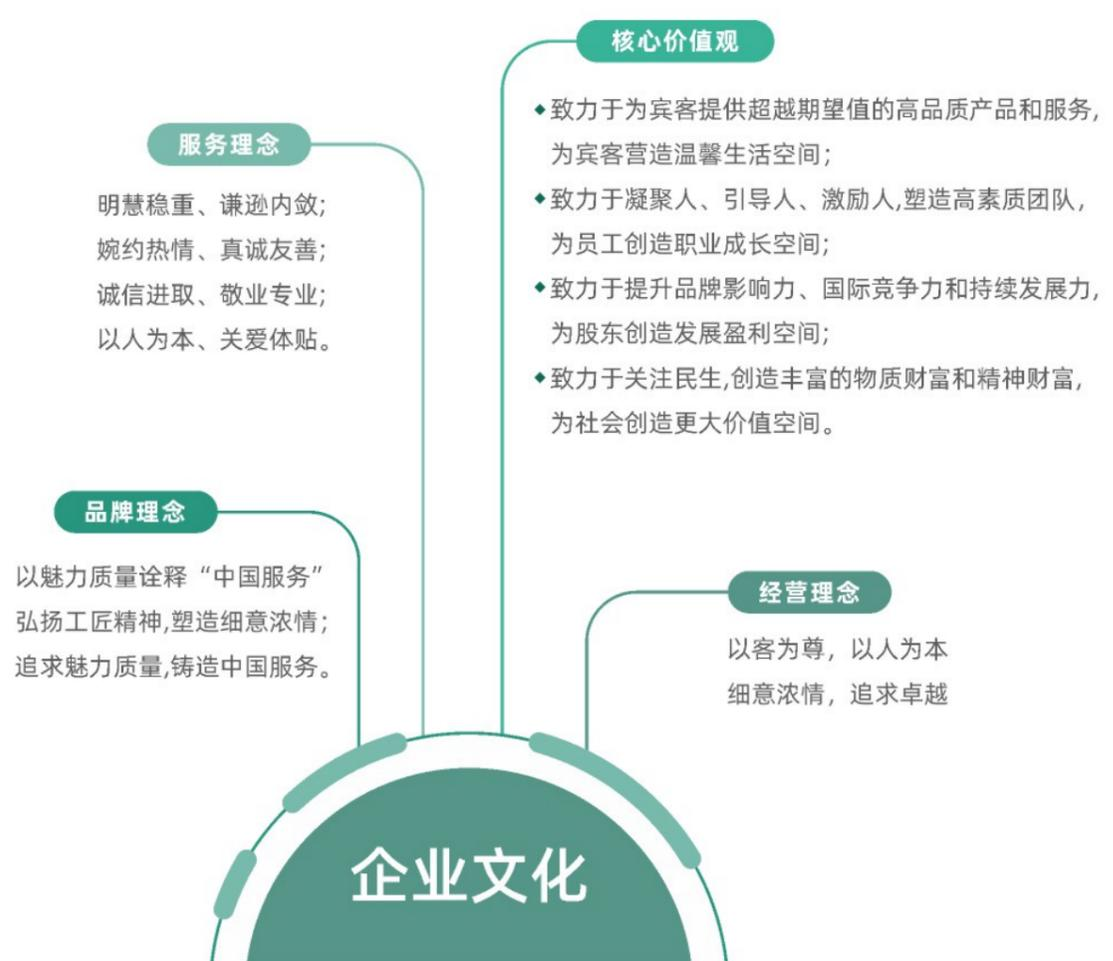 核心价值观
◆致力于为宾客提供超越期望值的高品质产品和服务,
为宾客营造温馨生活空间;
◆致力于凝聚人、引导人、激励人,塑造高素质团队,
为员工创造职业成长空间;
◆致力于提升品牌影响力、国际竞争力和持续发展力,
为股东创造发展盈利空间;
◆致力于关注民生,创造丰富的物质财富和精神财富,
为社会创造更大价值空间。
服务理念
明慧稳重、谦逊内敛;
婉约热情、真诚友善;
诚信进取、敬业专业;
以人为本、关爱体贴。
品牌理念
以魅力质量诠释“中国服务”
弘扬工匠精神,塑造细意浓情;
追求魅力质量,铸造中国服务。
经营理念
以客为尊，以人为本
细意浓情，追求卓越
企业文化